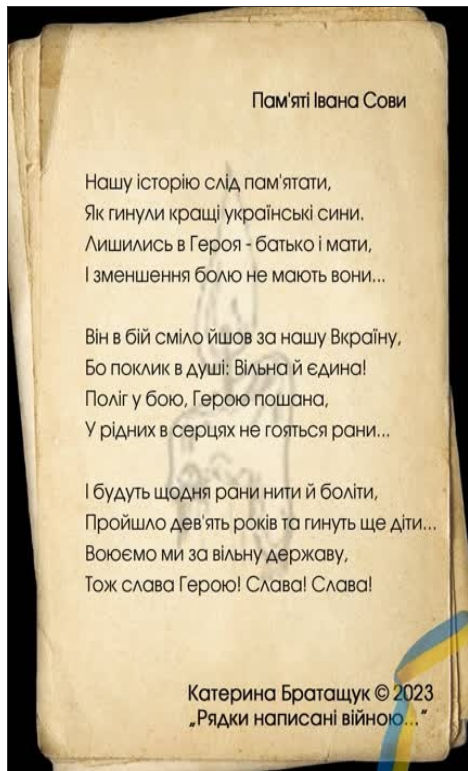 Пам'яті Івана Сови
Нашу історію слід пам'ятати,
Як гинули кращі українські сини.
Лишились в Героя - батько і мати,
І зменшення болю не мають вони...
Він в бій сміло йшов за нашу Вкраїну,
Бо поклик в душі: Вільна й єдина!
Поліг у бою, Герою пошана,
У рідних в серцях не гояться рани...
І будуть щодня рани нити й боліти,
Пройшло дев'ять років та гинуть ще діти...
Воюємо ми за вільну державу,
Тож слава Герою! Слава! Слава!
Катерина Братащук © 2023
„Рядки написані війною..."